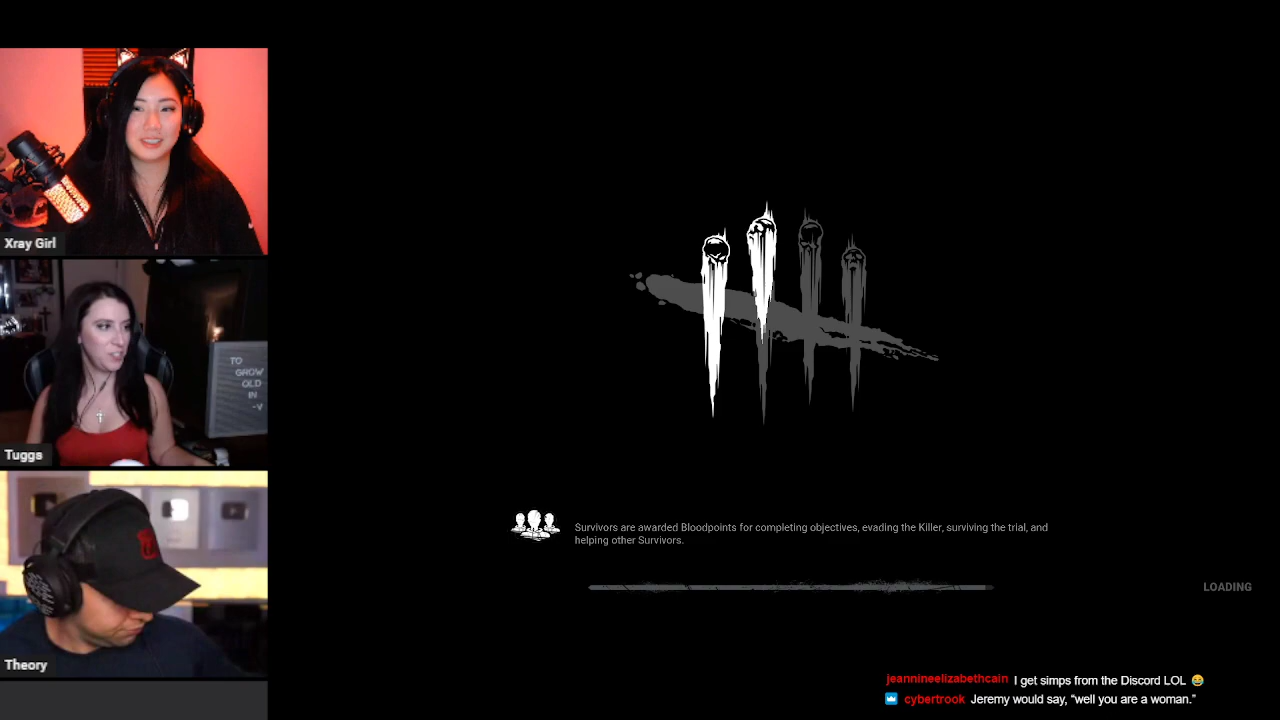 Xray Girl
TO
GROW
OLD
IN
-V
Tuggs
Theory
Survivors are awarded Bloodpoints for completing objectives, evading the Killer, surviving the trial, and
helping other Survivors.
LOADING
jeannineelizabethcain I get simps from the Discord LOL 😂
cybertrook Jeremy would say, “well you are a woman.”